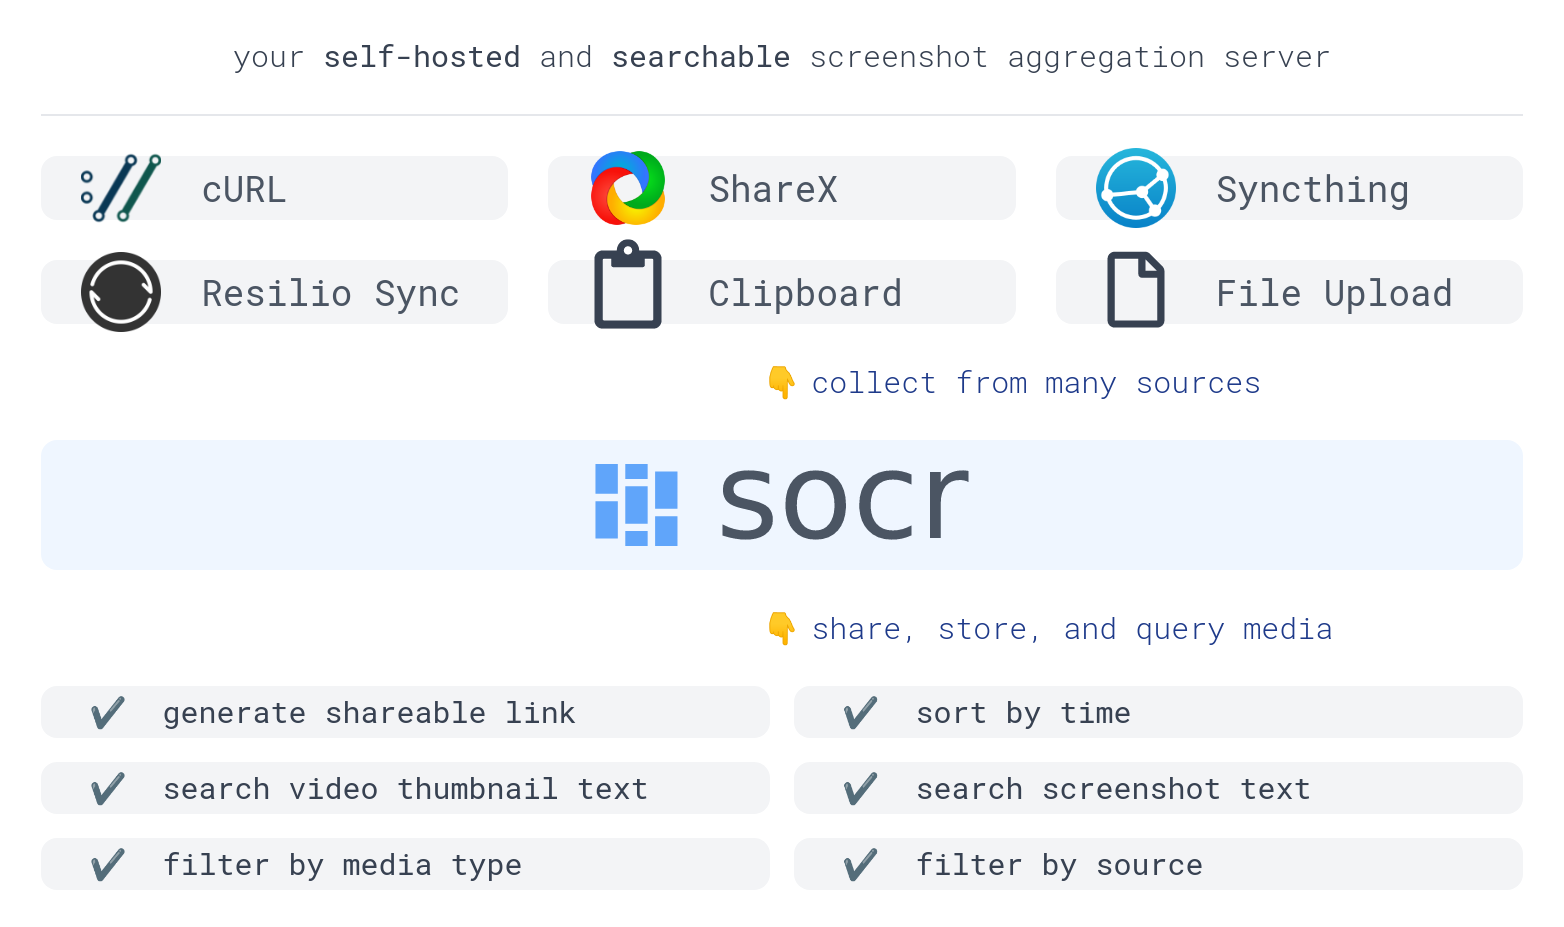 your self-hosted and searchable screenshot aggregation server
cURL
ShareX
Syncthing
Resilio Sync
Clipboard
File Upload
👇 collect from many sources
socr
👇 share, store, and query media
✔ generate shareable link
✔ sort by time
✔ search video thumbnail text
✔ search screenshot text
✔ filter by media type
✔ filter by source